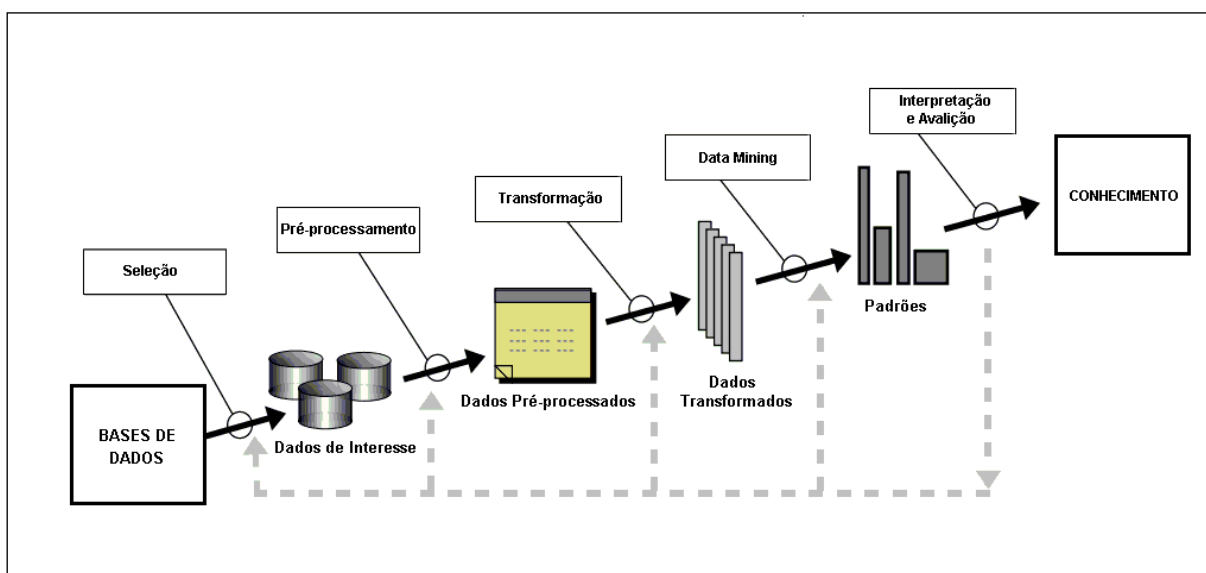 Interpretação
e Avalição
Data Mining
CONHECIMENTO
Transformação
Pré-processamento
Seleção
Padrões
Dados
Transformados
Dados Pré-processados
Dados de Interesse
BASES DE
DADOS